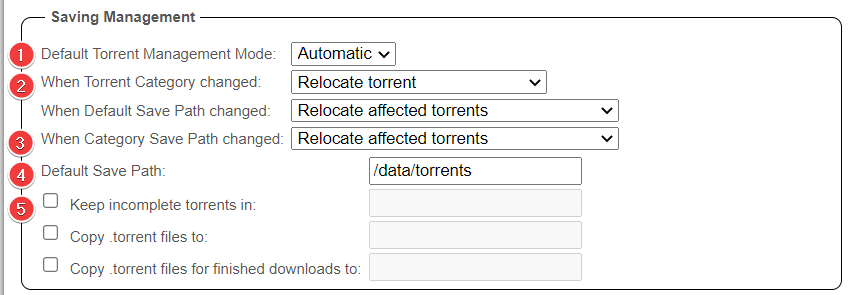 Saving Management
1 Default Torrent Management Mode: Automatic
2 When Torrent Category changed: Relocate torrent
When Default Save Path changed: Relocate affected torrents
3 When Category Save Path changed: Relocate affected torrents
4 Default Save Path: /data/torrents
5 Keep incomplete torrents in:
Copy .torrent files to:
Copy .torrent files for finished downloads to: